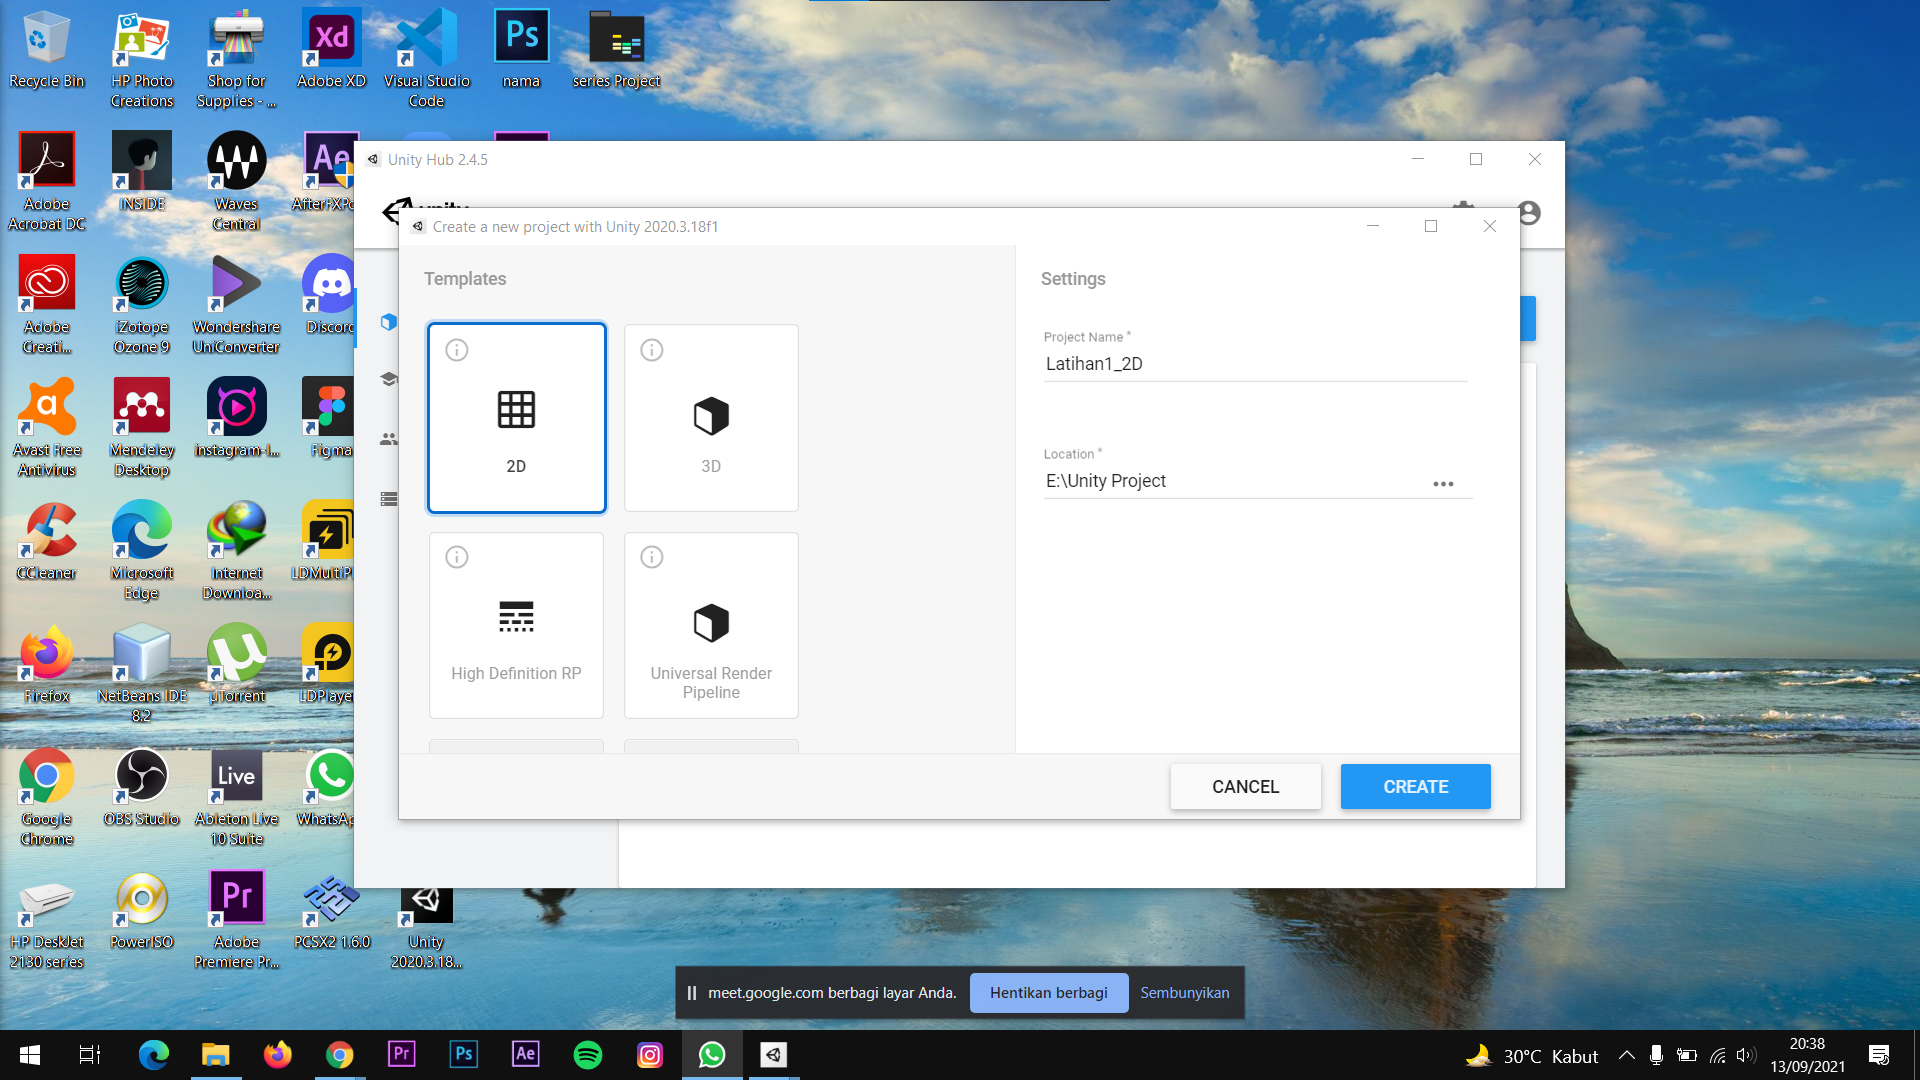 Recycle Bin
HP Photo
Creations
Shop for
Supplies - ...
Adobe XD
Visual Studio
Code
nama
series Project
Adobe
Acrobat DC
INSIDE
Waves
Central
Adobe
Creati...
iZotope
Ozone 9
Wondershare
UniConverter
Discord
Avast Free
Antivirus
Mendeley
Desktop
instagram-l...
Figma
CCleaner
Microsoft
Edge
Internet
Downloa...
Firefox
NetBeans IDE
8.2
µTorrent
LDPlaye
Google
Chrome
OBS Studio
Live
Ableton Live
10 Suite
WhatsAp
HP DeskJet
2130 series
PowerISO
Adobe
Premiere Pr...
PCSX2 1.6.0
Unity
2020.3.18...
Unity Hub 2.4.5
Create a new project with Unity 2020.3.18f1
Templates
2D
3D
High Definition RP
Universal Render
Pipeline
Settings
Project Name *
Latihan1_2D
Location *
E:\Unity Project
CANCEL
CREATE
meet.google.com berbagi layar Anda.
Hentikan berbagi
Sembunyikan
30°C Kabut
20:38
13/09/2021